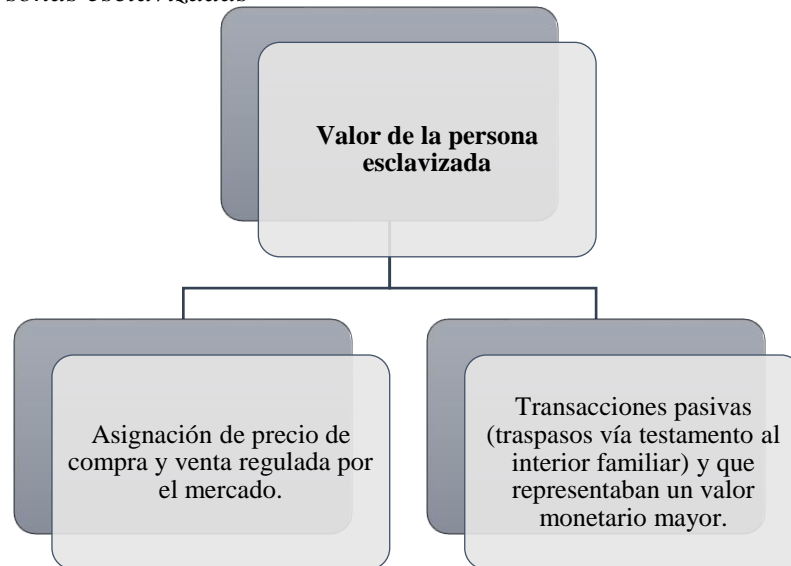 esclavizadas
Valor de la persona
esclavizada
Asignación de precio de
compra y venta regulada por
el mercado.
Transacciones pasivas
(traspasos vía testamento al
interior familiar) y que
representaban un valor
monetario mayor.